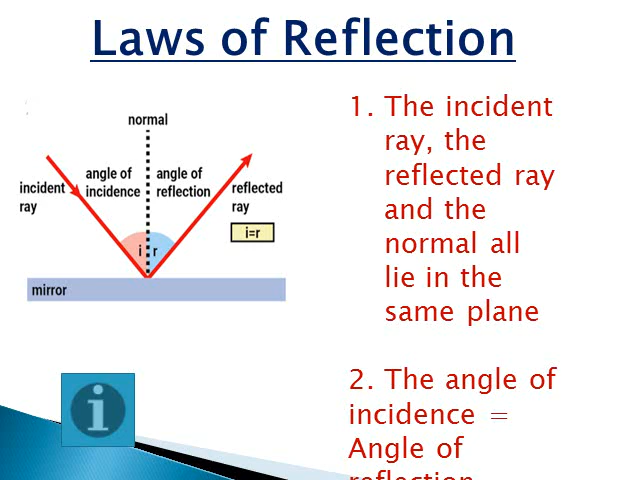 Laws of Reflection
normal
incident
ray
angle of
incidence
angle of
reflection
reflected
ray
i=r
i
r
mirror
1. The incident
ray, the
reflected ray
and the
normal all
lie in the
same plane
2. The angle of
incidence =
Angle of
reflection
i